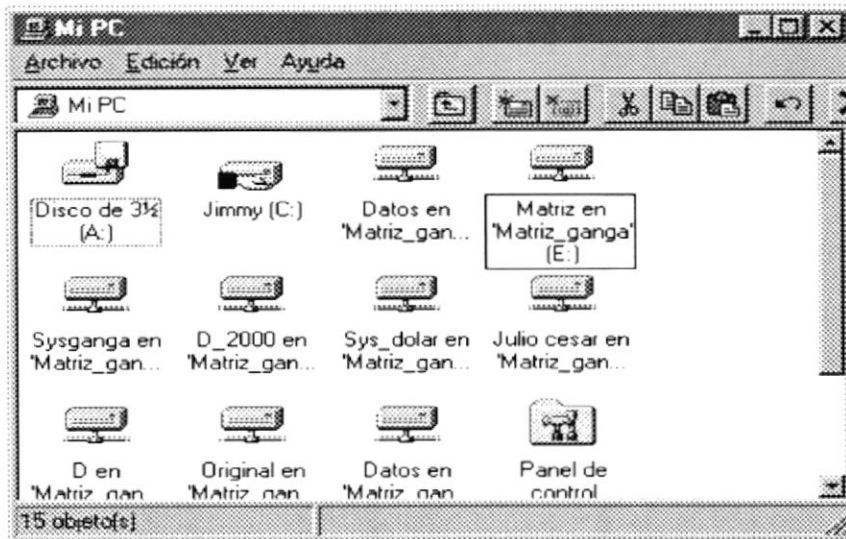 Mi PC
Archivo Edición Ver Ayuda
Mi PC
Disco de 3½ (A:)
Jimmy (C:)
Datos en 'Matriz_gan...
Matriz en 'Matriz_ganga' (E:)
Sysganga en 'Matriz_gan...
D_2000 en 'Matriz_gan...
Sys_dolar en 'Matriz_gan...
Julio cesar en 'Matriz_gan...
D en 'Matriz_gan
Original en 'Matriz_gan
Datos en 'Matriz_gan
Panel de control
15 objeto(s)